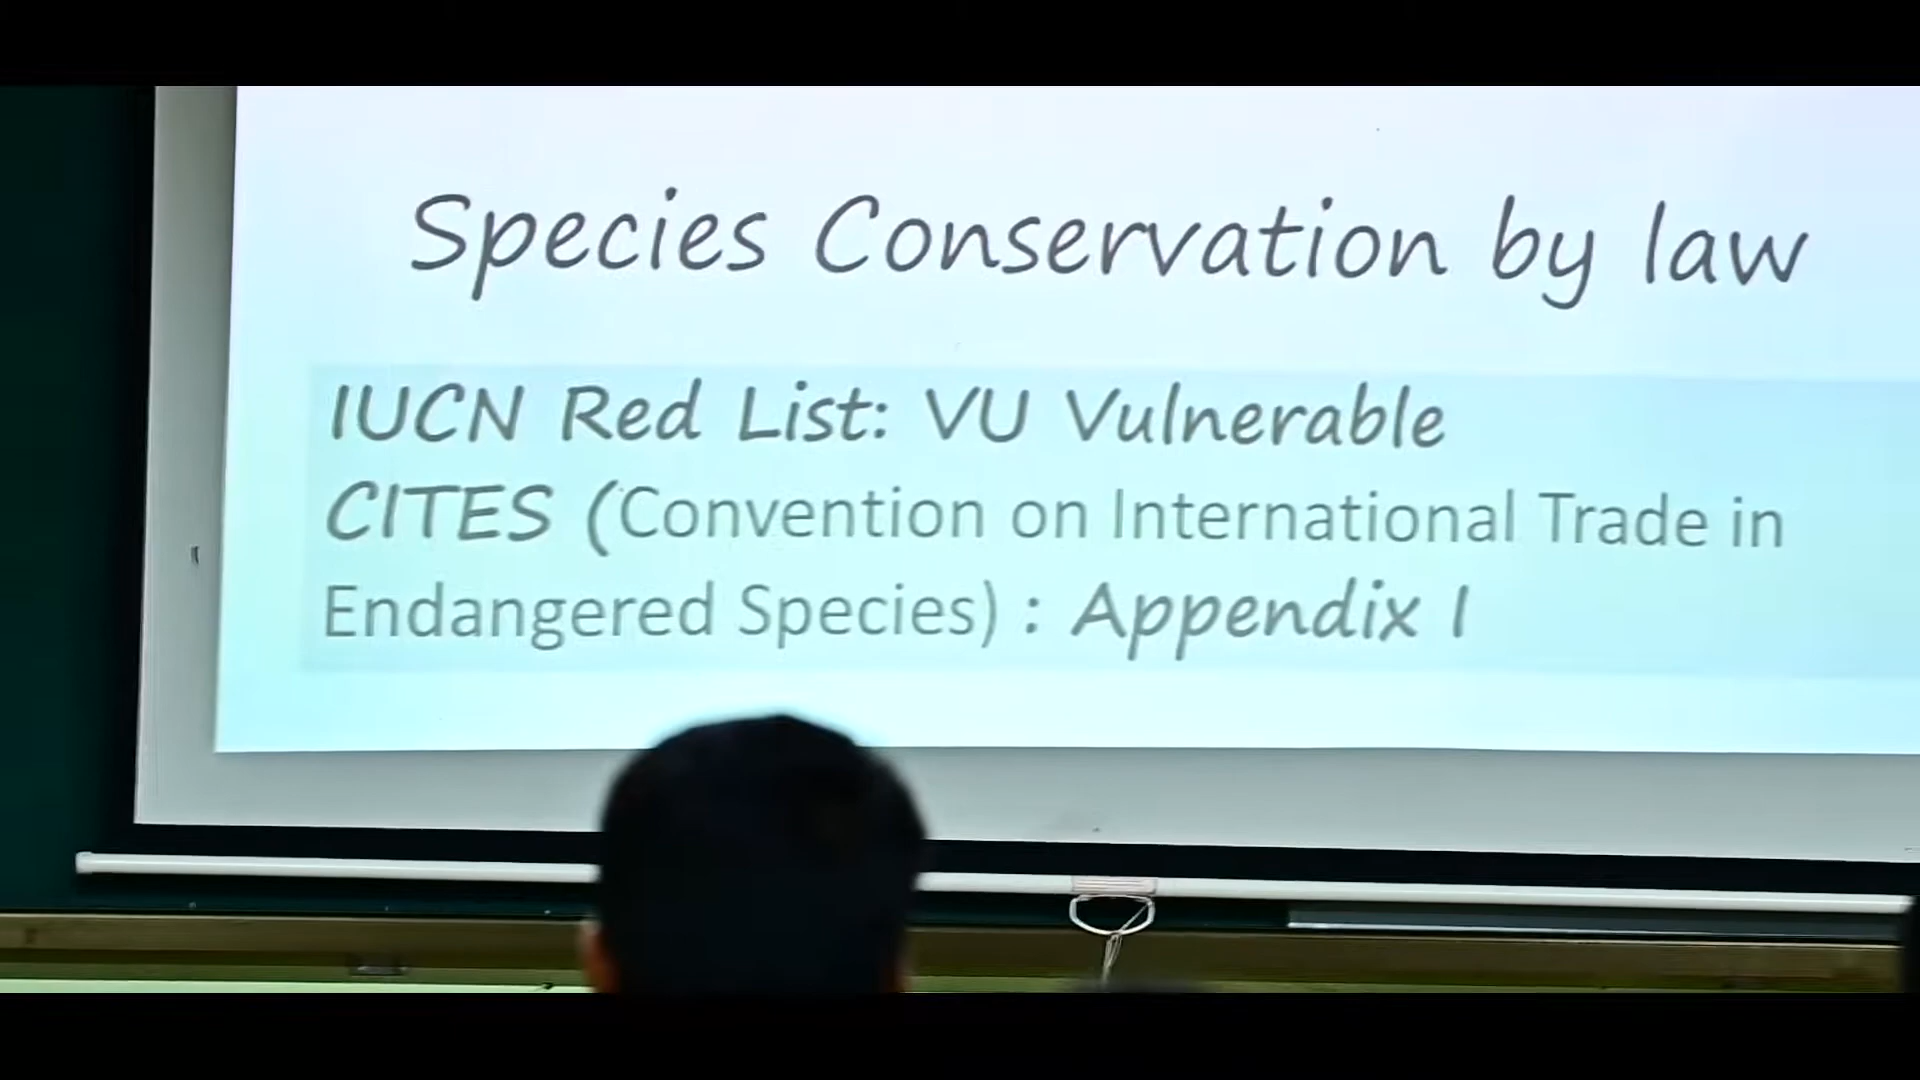 Species Conservation by law
IUCN Red List: VU Vulnerable
CITES (Convention on International Trade in
Endangered Species) : Appendix I